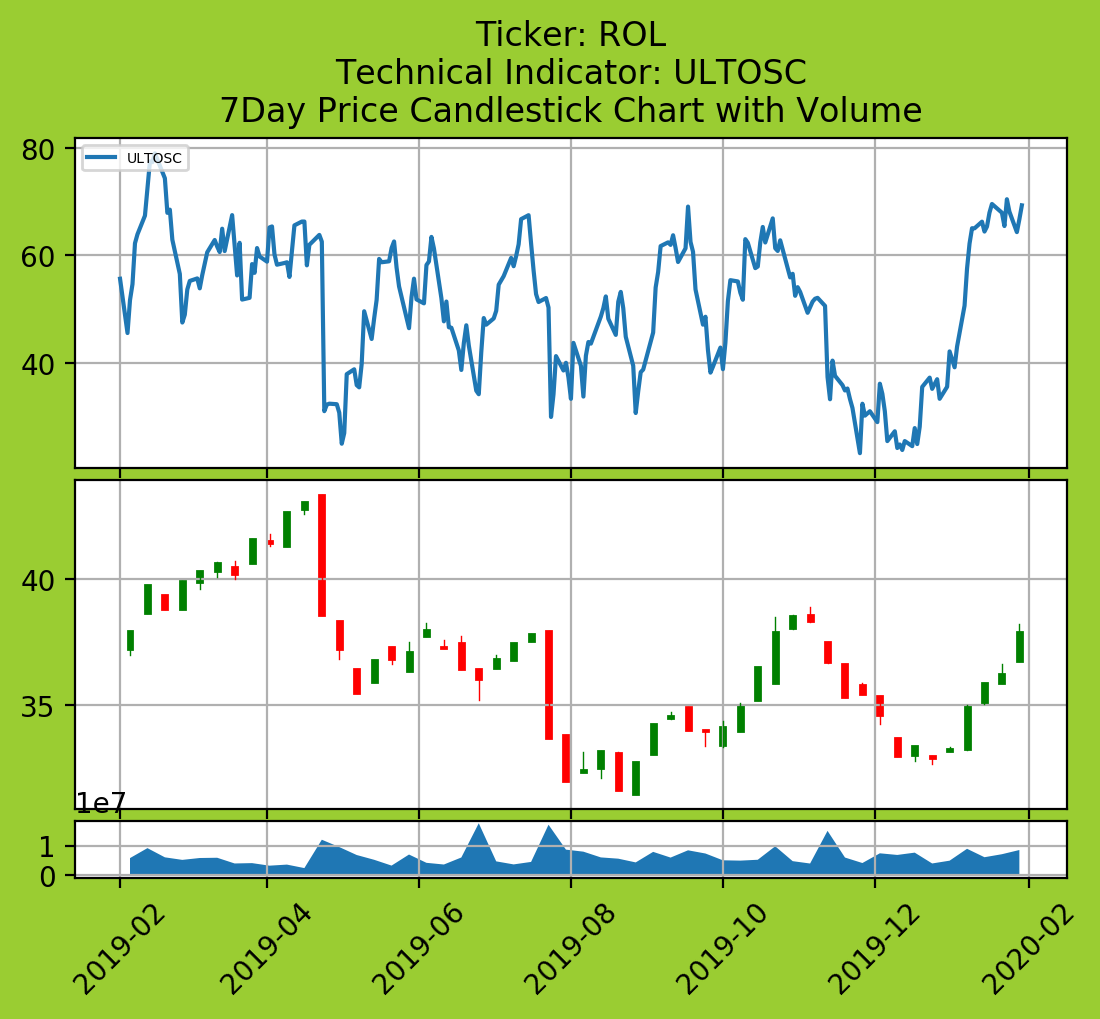 Ticker: ROL
Technical Indicator: ULTOSC
7Day Price Candlestick Chart with Volume
80
ULTOSC
60
40
40
35
1e7
1
0
2019-02
2019-04
2019-06
2019-08
2019-10
2019-12
2020-02